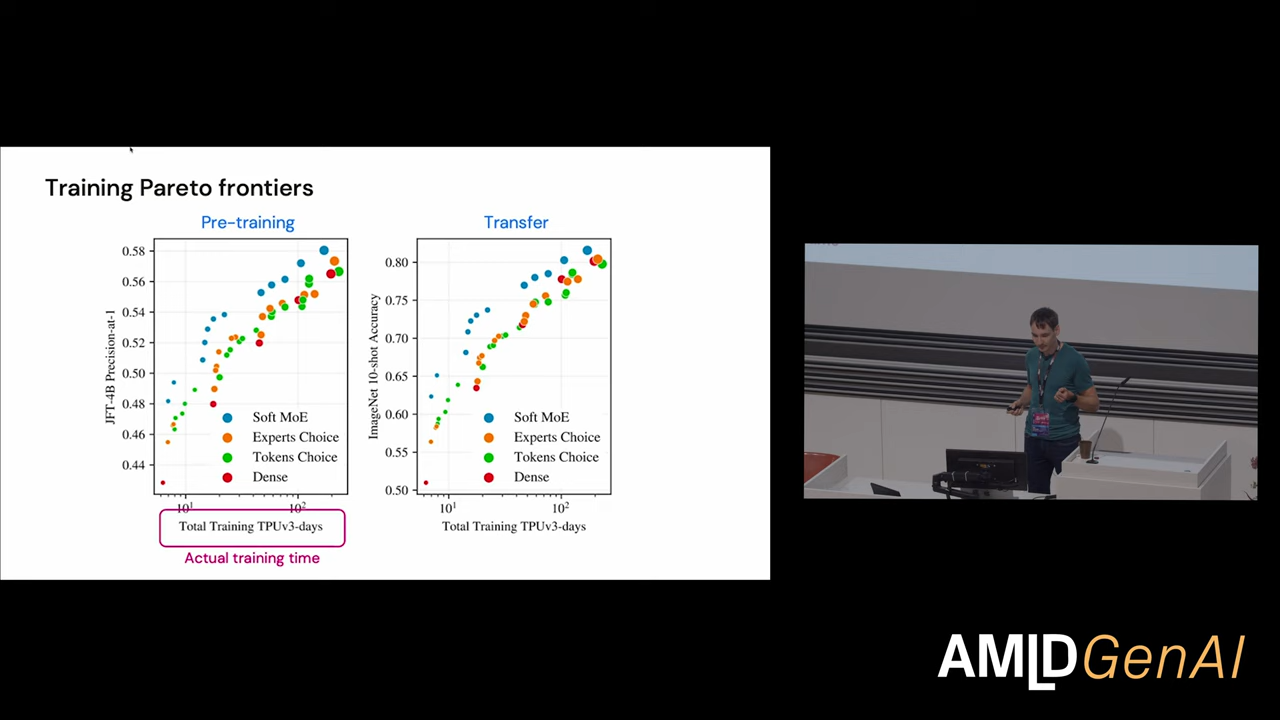 Training Pareto frontiers
Pre-training
Transfer
JFT-4B Precision-at-1
0.58
0.56
0.54
0.52
0.50
0.48
0.46
0.44
Soft MoE
Experts Choice
Tokens Choice
Dense
10¹
10²
Total Training TPUv3-days
Actual training time
ImageNet 10-shot Accuracy
0.80
0.75
0.70
0.65
0.60
0.55
0.50
Soft MoE
Experts Choice
Tokens Choice
Dense
10¹
10²
Total Training TPUv3-days
AMLDGenAI